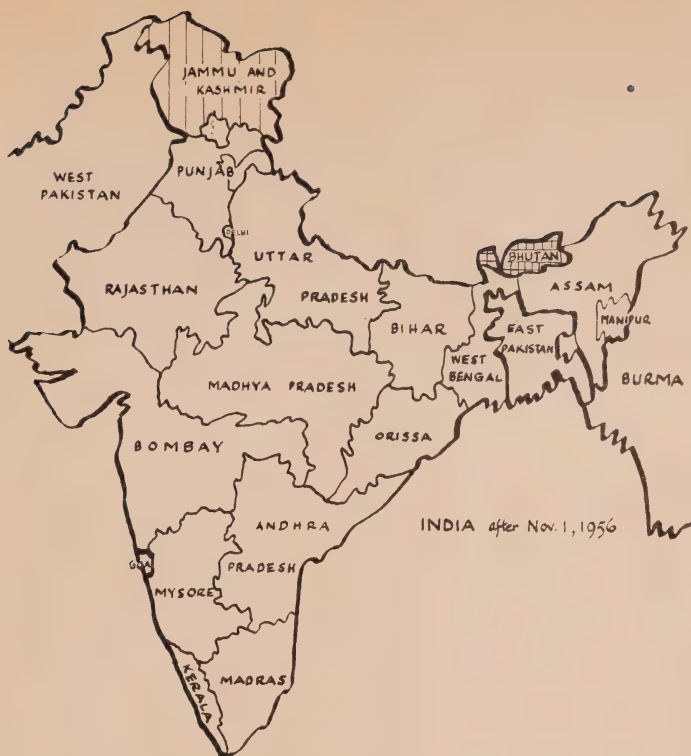 JAMMU AND
KASHMIR
WEST
PAKISTAN
PUNJAB
DELHI
UTTAR
PRADESH
RAJASTHAN
BHUTAN
ASSAM
MANIPUR
BIHAR
EAST
PAKISTAN
WEST
BENGAL
BURMA
MADHYA PRADESH
ORISSA
BOMBAY
ANDHRA
PRADESH
INDIA after Nov. 1, 1956
GOA
MYSORE
KERALA
MADRAS